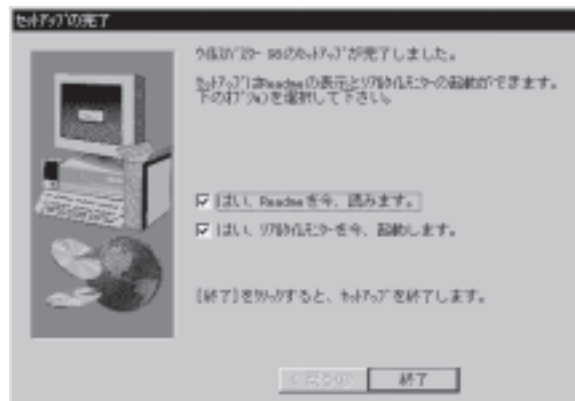 ｾｯﾄｱｯﾌﾟの完了
ｳｲﾙｽﾊﾞｽﾀｰ 98のｾｯﾄｱｯﾌﾟが完了しました。
ｾｯﾄｱｯﾌﾟはReadmeの表示とﾘｱﾙﾀｲﾑﾓﾆﾀｰの起動ができます。
下のｵﾌﾟｼｮﾝを選択して下さい。
はい、Readmeを今、読みます。
はい、ﾘｱﾙﾀｲﾑﾓﾆﾀｰを今、起動します。
[終了]をｸﾘｯｸすると、ｾｯﾄｱｯﾌﾟを終了します。
< 戻る(B)
終了